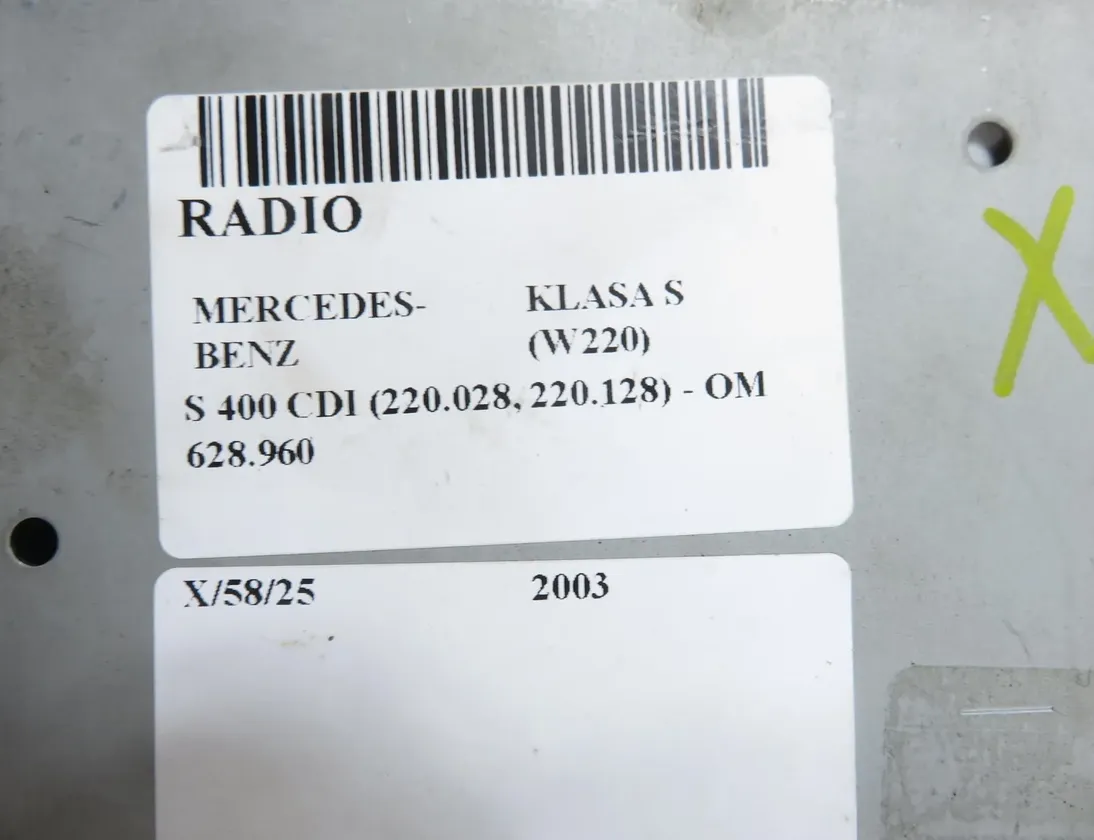 RADIO
MERCEDES-
BENZ
KLASA S
(W220)
S 400 CDI (220.028, 220.128) - OM
628.960
X/58/25 2003
X